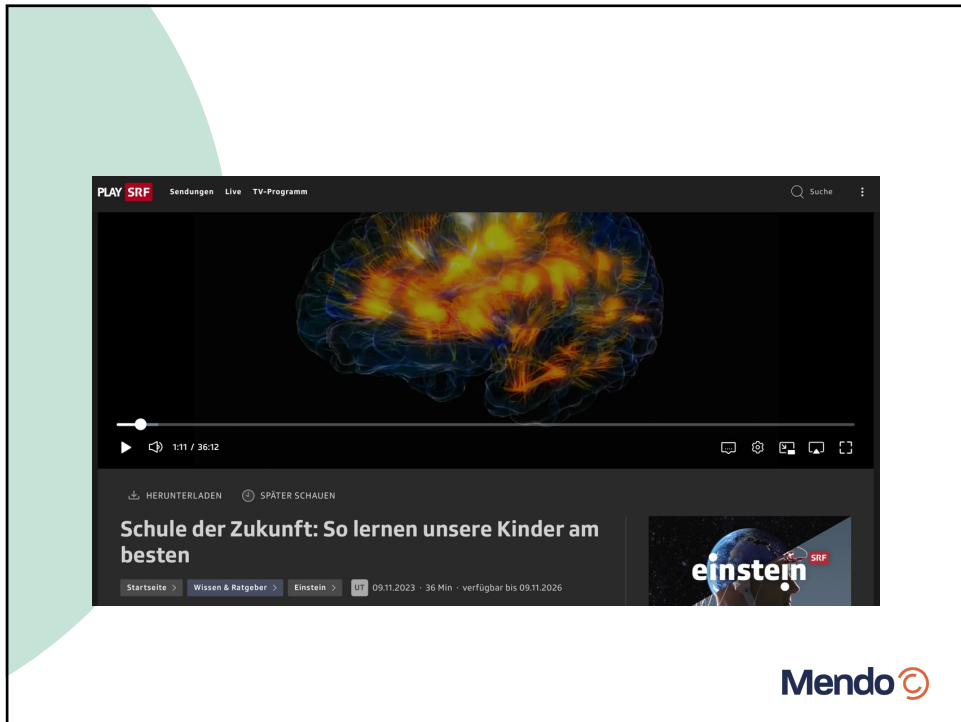 PLAY SRF Sendungen Live TV-Programm Suche
1:11 / 36:12
HERUNTERLADEN SPÄTER SCHAUEN
Schule der Zukunft: So lernen unsere Kinder am
besten
einstein SRF
Startseite > Wissen & Ratgeber > Einstein > UT 09.11.2023 · 36 Min · verfügbar bis 09.11.2026
Mendo